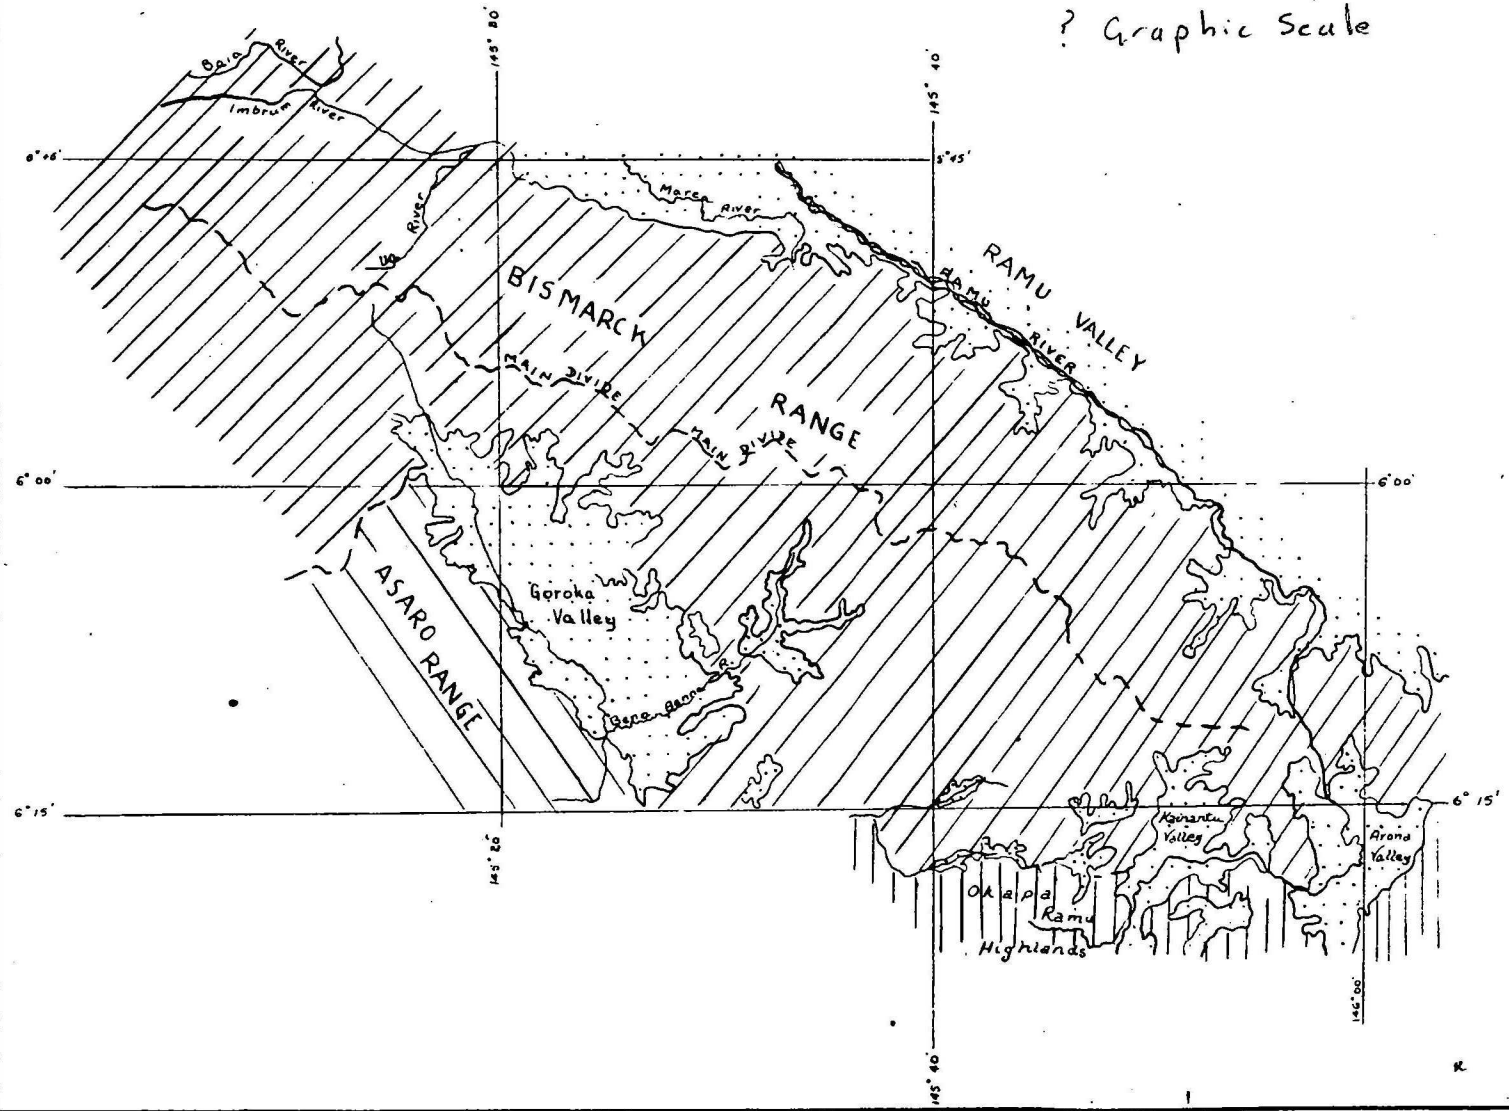 ? Graphic Scale
145° 20'
145° 40'
Baia River
Imbrum River
5°45'
Marea River
River
RAMU VALLEY
RAMU RIVER
BISMARCK RANGE
MAIN DIVIDE
MAIN DIVIDE
6° 00'
6° 00'
Goroka
Valley
ASARO RANGE
Bena Bena R.
6° 15'
6° 15'
Kainantu
Valley
Arona
Valley
Okapa
Ramu
Highlands
145° 20'
145° 40'
146° 00'